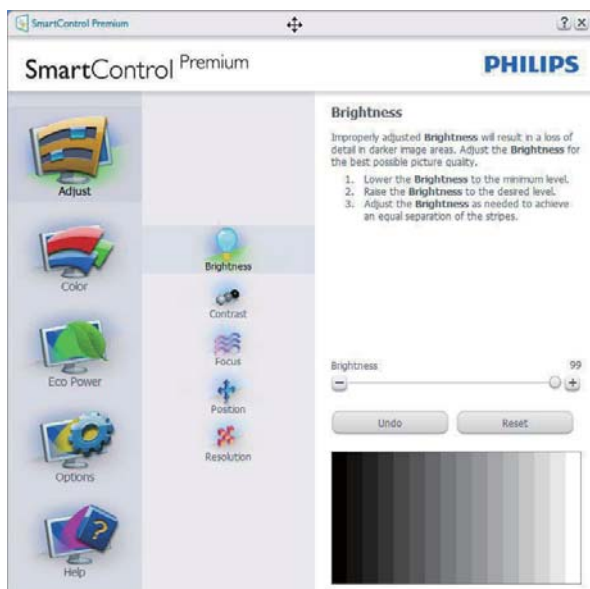 SmartControl Premium
? x
SmartControl Premium
PHILIPS
Adjust
Color
Eco Power
Options
Help
Brightness
Contrast
Focus
Position
Resolution
Brightness
Improperly adjusted Brightness will result in a loss of
detail in darker image areas. Adjust the Brightness for
the best possible picture quality.
1. Lower the Brightness to the minimum level.
2. Raise the Brightness to the desired level.
3. Adjust the Brightness as needed to achieve
an equal separation of the stripes.
Brightness 99
Undo Reset